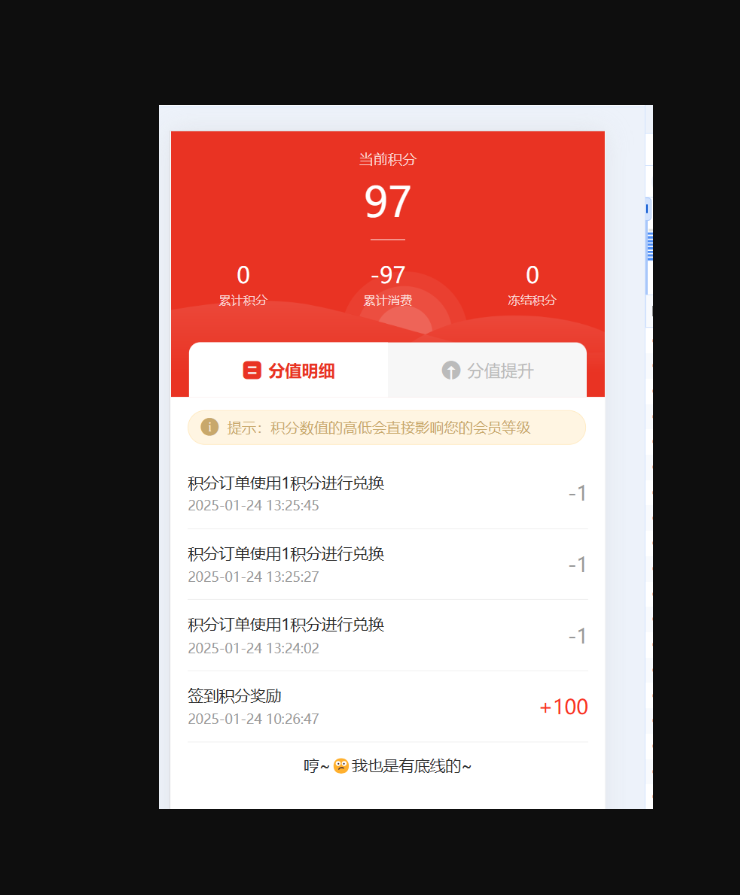 当前积分
97
0 -97 0
累计积分 累计消费 冻结积分
分值明细 分值提升
提示：积分数值的高低会直接影响您的会员等级
积分订单使用1积分进行兑换
-1
2025-01-24 13:25:45
积分订单使用1积分进行兑换
-1
2025-01-24 13:25:27
积分订单使用1积分进行兑换
-1
2025-01-24 13:24:02
签到积分奖励
+100
2025-01-24 10:26:47
哼~😕我也是有底线的~